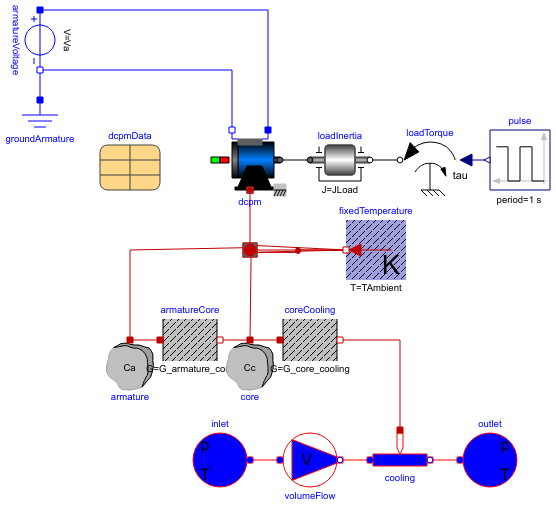 armatureVoltage
+
V=Va
-
groundArmature
dcpmData
dcpm
loadInertia
J=JLoad
loadTorque
tau
pulse
period=1 s
fixedTemperature
K
T=TAmbient
armatureCore
G=G_armature_co
coreCooling
G=G_core_cooling
Ca
armature
Cc
core
inlet
p
T
V
volumeFlow
cooling
outlet
p
T